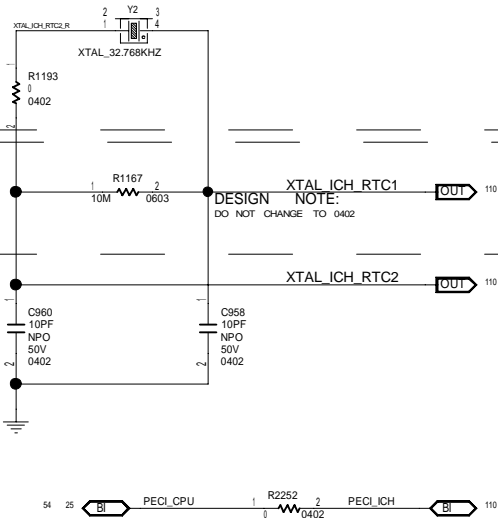 2 Y2 3
XTAL_ICH_RTC2_R 1 4
XTAL_32.768KHZ
1
R1193
0
0402
2
R1167
1 2
10M 0603
XTAL_ICH_RTC1 OUT 110
DESIGN NOTE:
DO NOT CHANGE TO 0402
XTAL_ICH_RTC2 OUT 110
1 C960
10PF
NPO
50V
2 0402
1 C958
10PF
NPO
50V
2 0402
54 25 BI PECI_CPU 1 R2252 2 PECI_ICH BI 110
0 0402